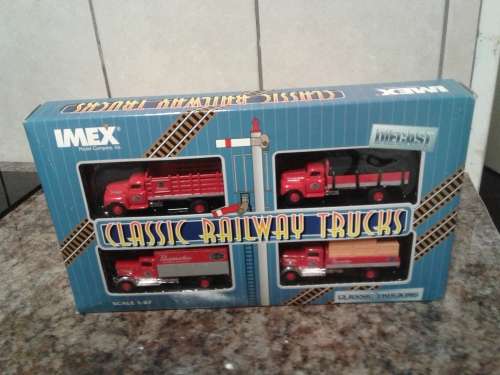 IMEX
CLASSIC RAILWAY TRUCKS
IMEX
Model Company, Inc.
DIECAST
CLASSIC RAILWAY TRUCKS
SCALE 1:87
CLASSIC TRUCKING